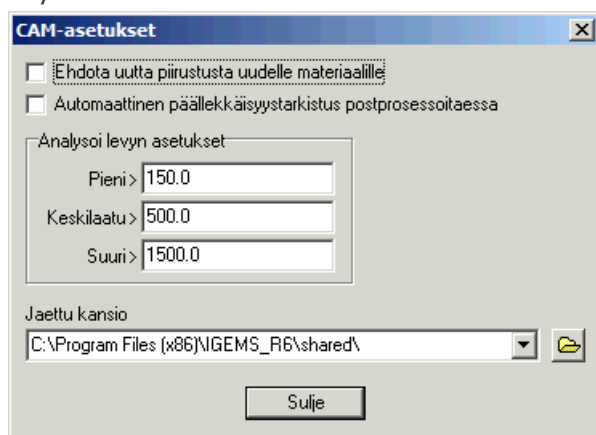 CAM-asetukset
Ehdota uutta piirustusta uudelle materiaalille
Automaattinen päällekkäisyystarkistus postprosessoitaessa
Analysoi levyn asetukset
Pieni> 150.0
Keskilaatu> 500.0
Suuri> 1500.0
Jaettu kansio
C:\Program Files (x86)\IGEMS_R6\shared\
Sulje